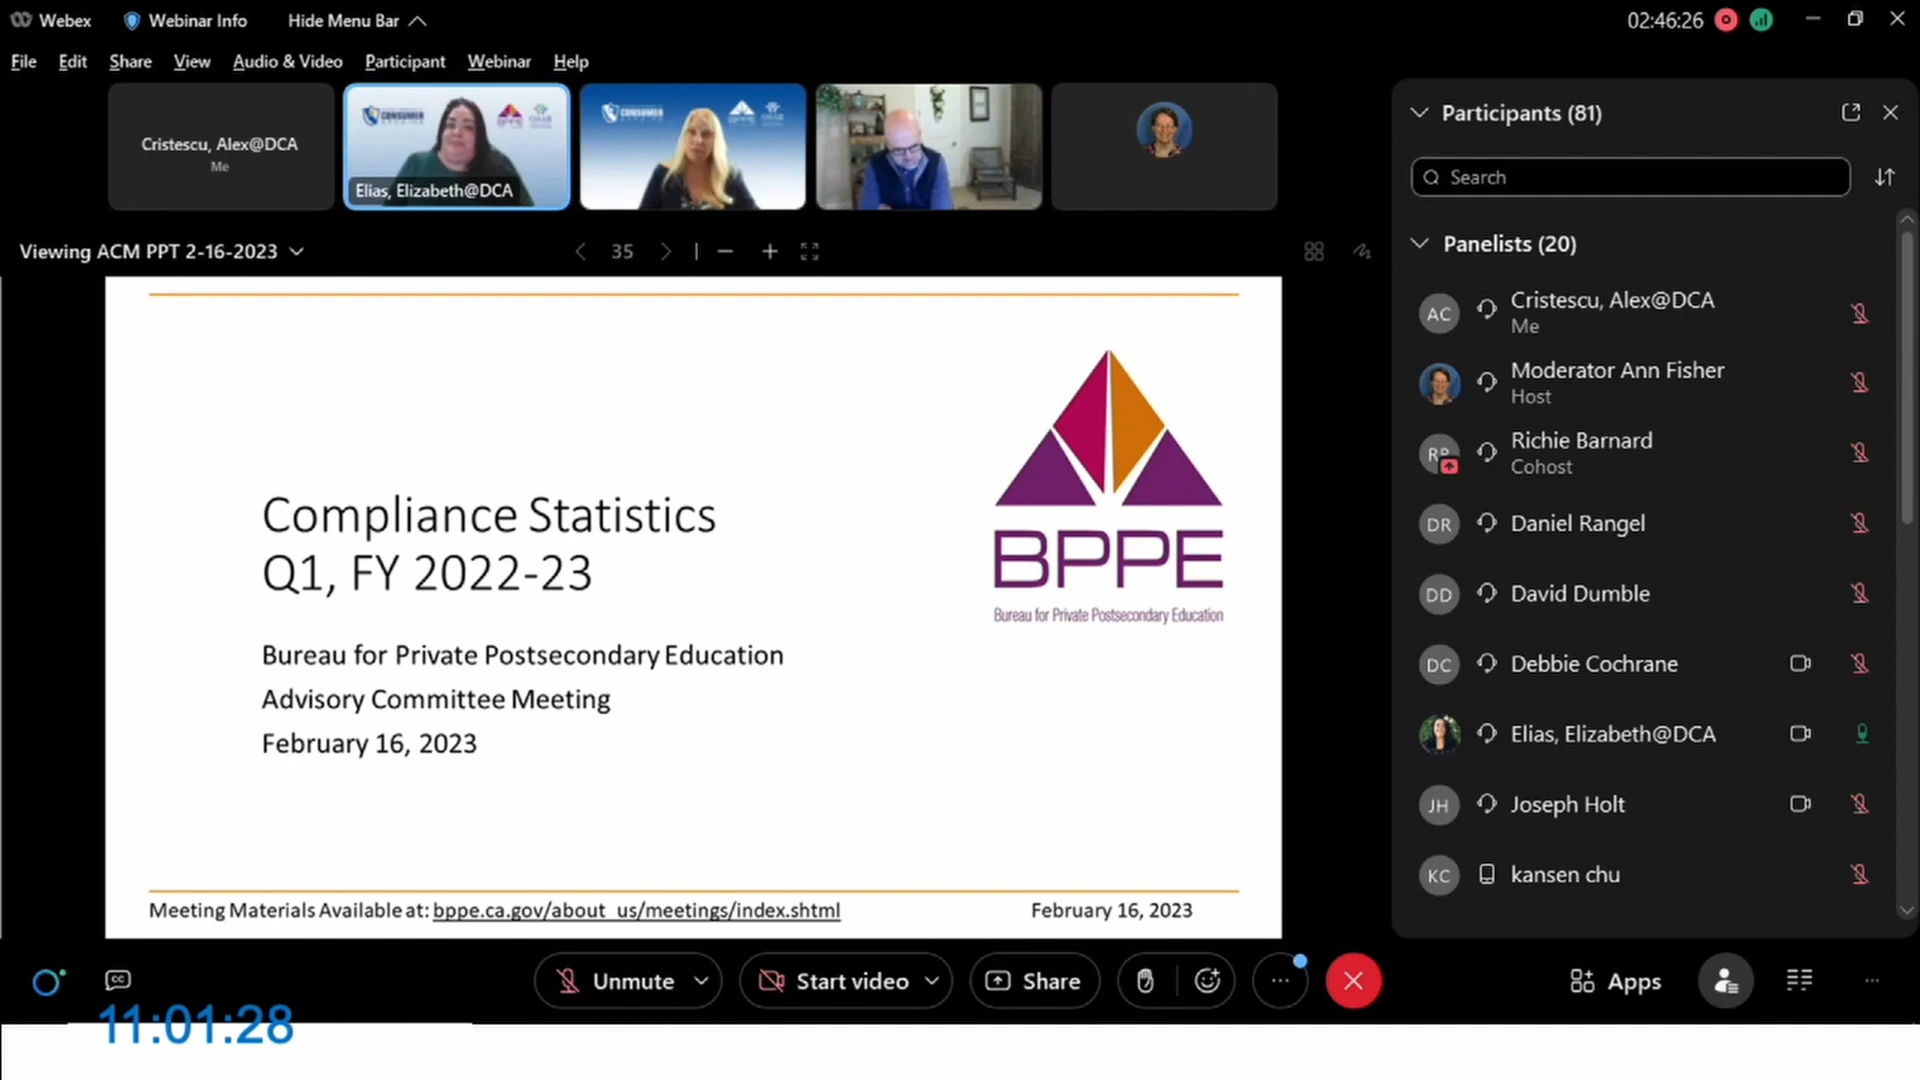 Webex
Webinar Info
Hide Menu Bar
02:46:26
File
Edit
Share
View
Audio & Video
Participant
Webinar
Help
Cristescu, Alex@DCA
Me
CONSUMER
BPPE
Elias, Elizabeth@DCA
CONSUMER
BPPE
Viewing ACM PPT 2-16-2023
35
Compliance Statistics
Q1, FY 2022-23
Bureau for Private Postsecondary Education
Advisory Committee Meeting
February 16, 2023
BPPE
Bureau for Private Postsecondary Education
Meeting Materials Available at: bppe.ca.gov/about_us/meetings/index.shtml
February 16, 2023
Participants (81)
Search
Panelists (20)
AC
Cristescu, Alex@DCA
Me
Moderator Ann Fisher
Host
Richie Barnard
Cohost
DR
Daniel Rangel
DD
David Dumble
DC
Debbie Cochrane
Elias, Elizabeth@DCA
JH
Joseph Holt
KC
kansen chu
CC
Unmute
Start video
Share
Apps
11:01:28